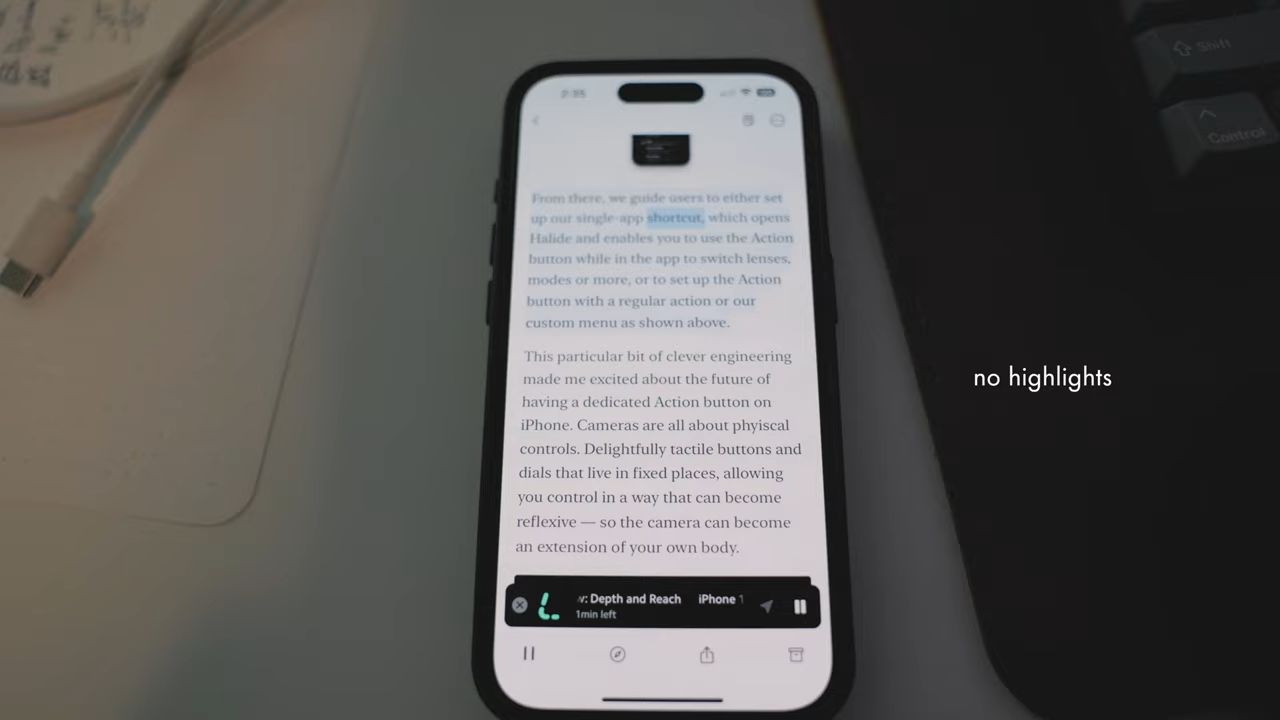 2:35
From there, we guide users to either set
up our single-app shortcut, which opens
Halide and enables you to use the Action
button while in the app to switch lenses,
modes or more, or to set up the Action
button with a regular action or our
custom menu as shown above.
This particular bit of clever engineering
made me excited about the future of
having a dedicated Action button on
iPhone. Cameras are all about phyiscal
controls. Delightfully tactile buttons and
dials that live in fixed places, allowing
you control in a way that can become
reflexive — so the camera can become
an extension of your own body.
: Depth and Reach iPhone 1
1min left
no highlights
Shift
Control